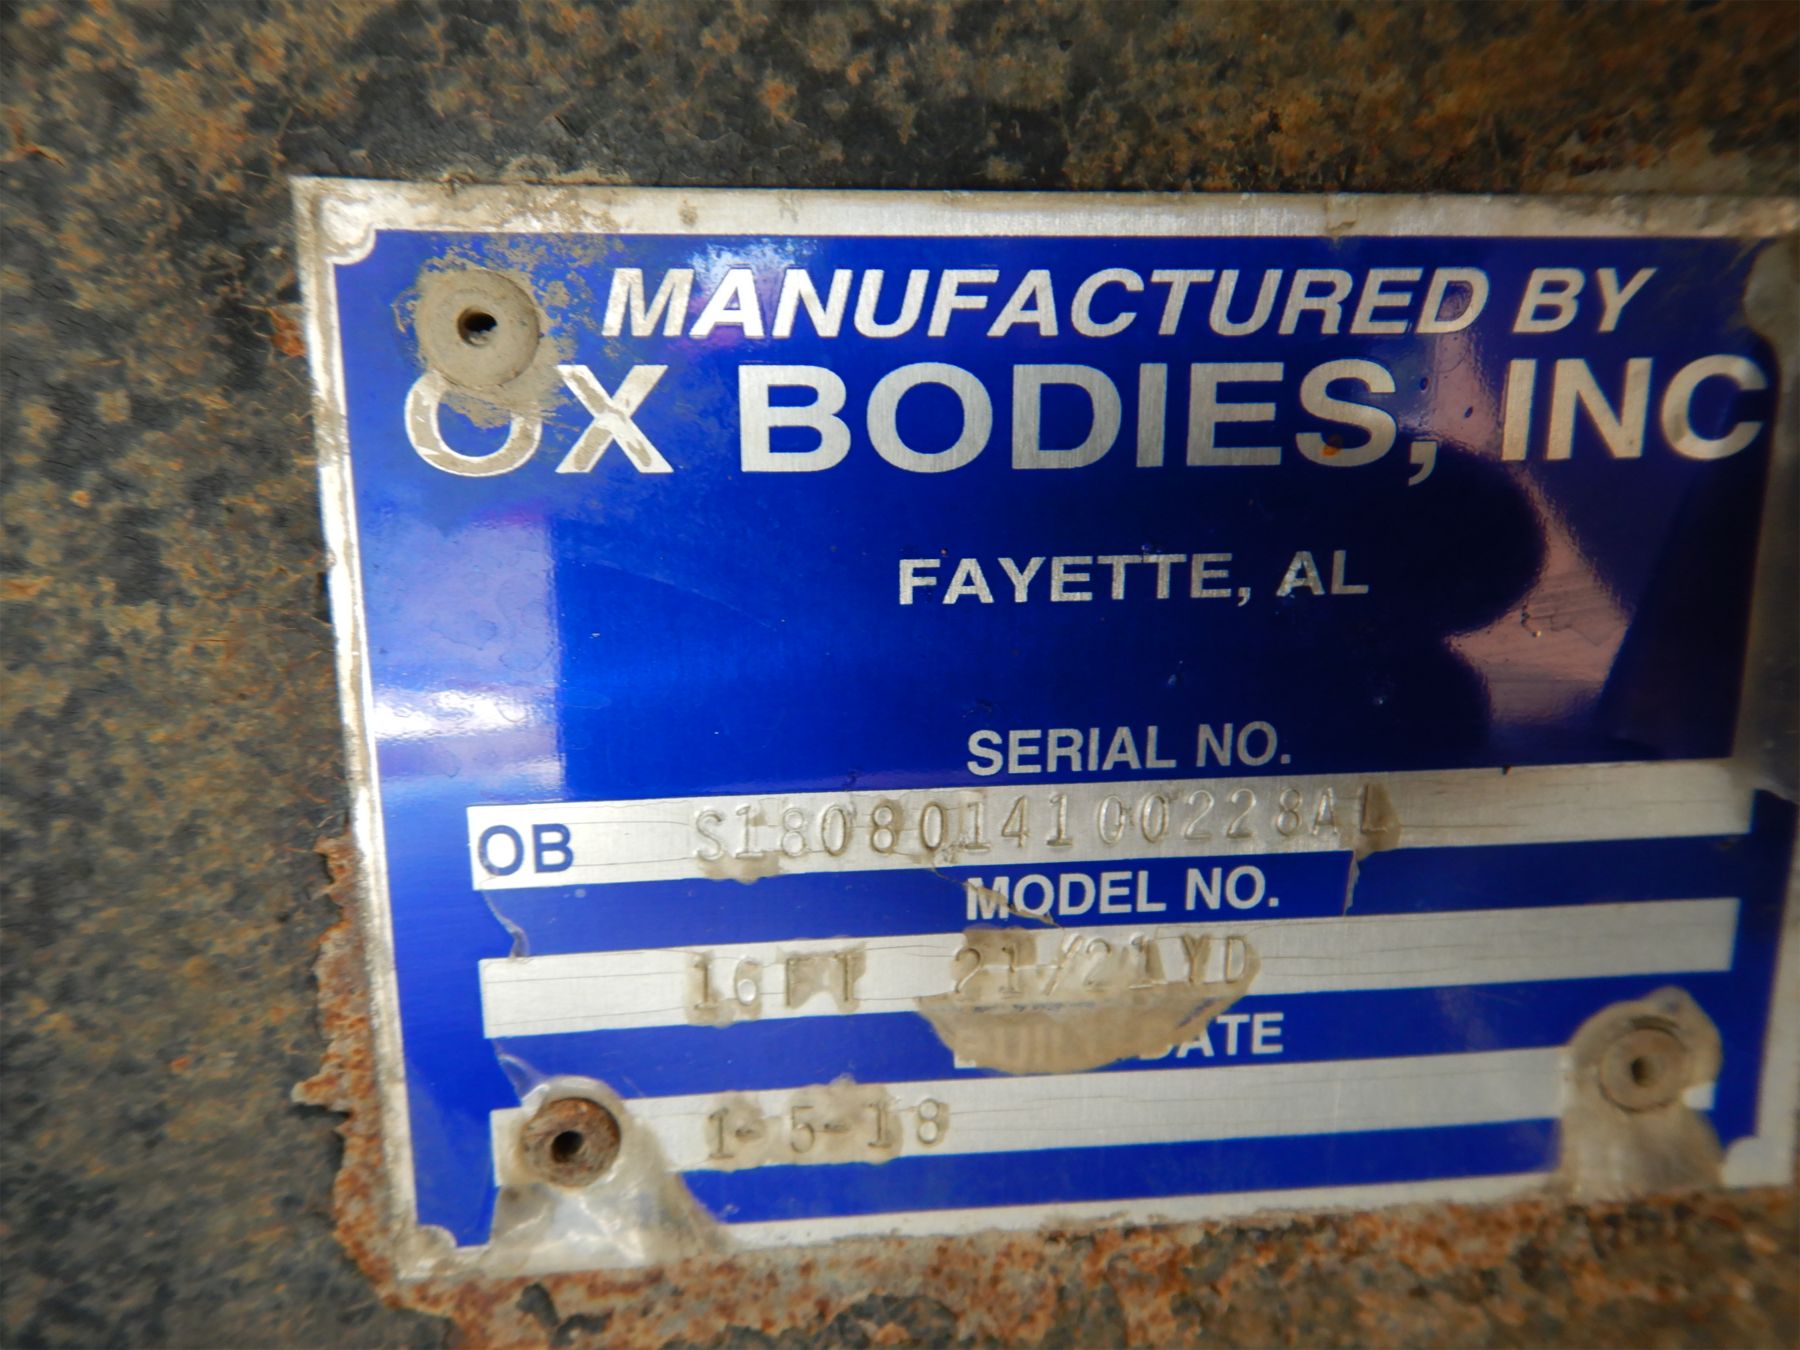 MANUFACTURED BY
OX BODIES, INC
FAYETTE, AL
SERIAL NO.
OB S1808014100228AL
MODEL NO.
16FT 21/21YD
DATE
1-5-18